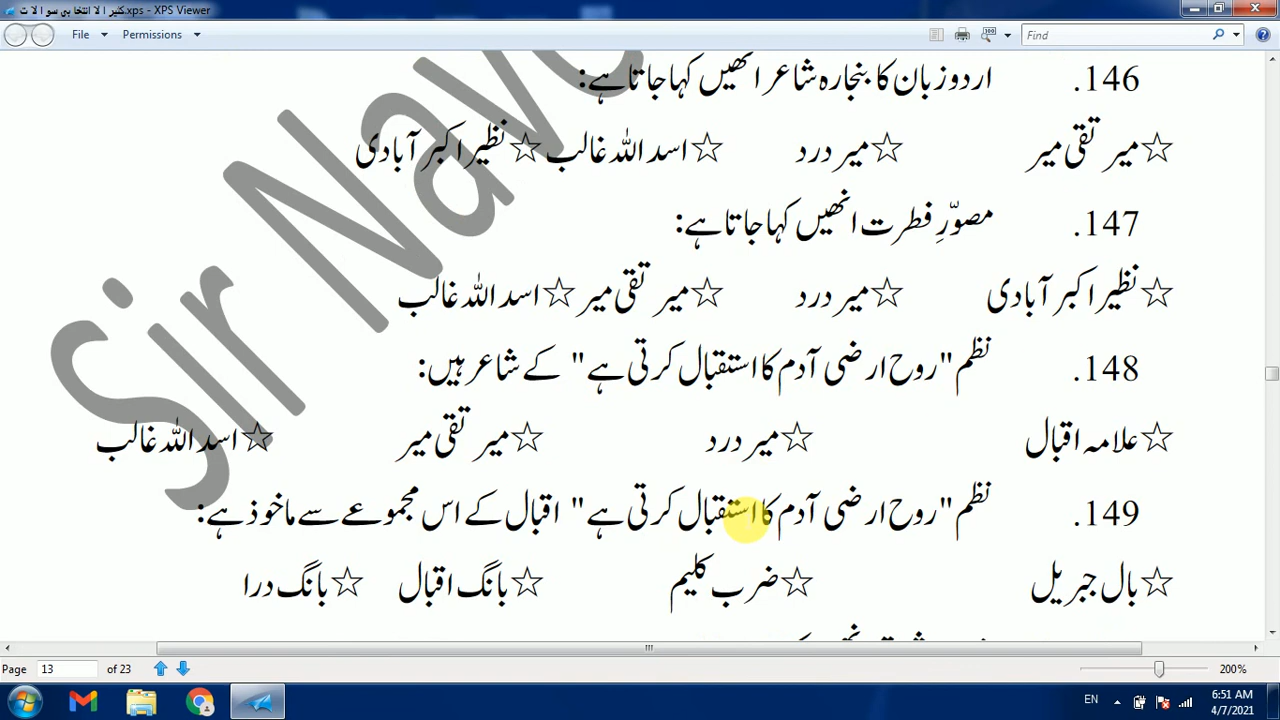 کثیر الا انتخابی سوالات.xps - XPS Viewer
File Permissions Find
146. اردو زبان کا بنجارہ شاعر انھیں کہا جاتا ہے:
☆میر تقی میر ☆میر درد ☆اسد اللہ غالب ☆نظیر اکبر آبادی
147. مصوّرِ فطرت انھیں کہا جاتا ہے:
☆نظیر اکبر آبادی ☆میر درد ☆میر تقی میر ☆اسد اللہ غالب
148. نظم "روح ارضی آدم کا استقبال کرتی ہے" کے شاعر ہیں:
☆علامہ اقبال ☆میر درد ☆میر تقی میر ☆اسد اللہ غالب
149. نظم "روح ارضی آدم کا استقبال کرتی ہے" اقبال کے اس مجموعے سے ماخوذ ہے:
☆بال جبریل ☆ضرب کلیم ☆بانگ اقبال ☆بانگ درا
Sir Nave
Page 13 of 23 200%
EN 6:51 AM
4/7/2021